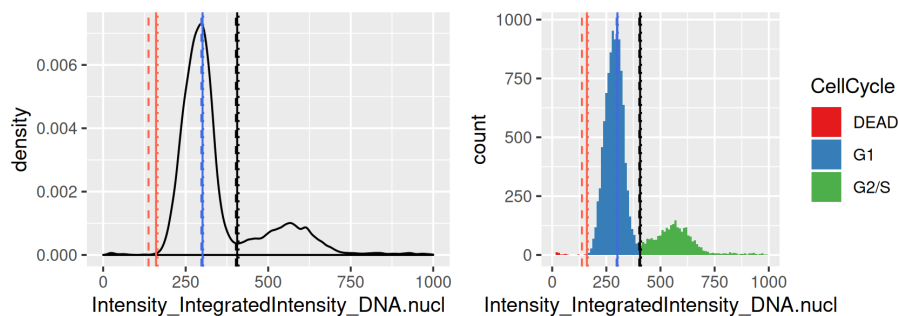 density
0.006
0.004
0.002
0.000
0
250
500
750
1000
Intensity_IntegratedIntensity_DNA.nucl
count
1000
750
500
250
0
0
250
500
750
1000
Intensity_IntegratedIntensity_DNA.nucl
CellCycle
DEAD
G1
G2/S